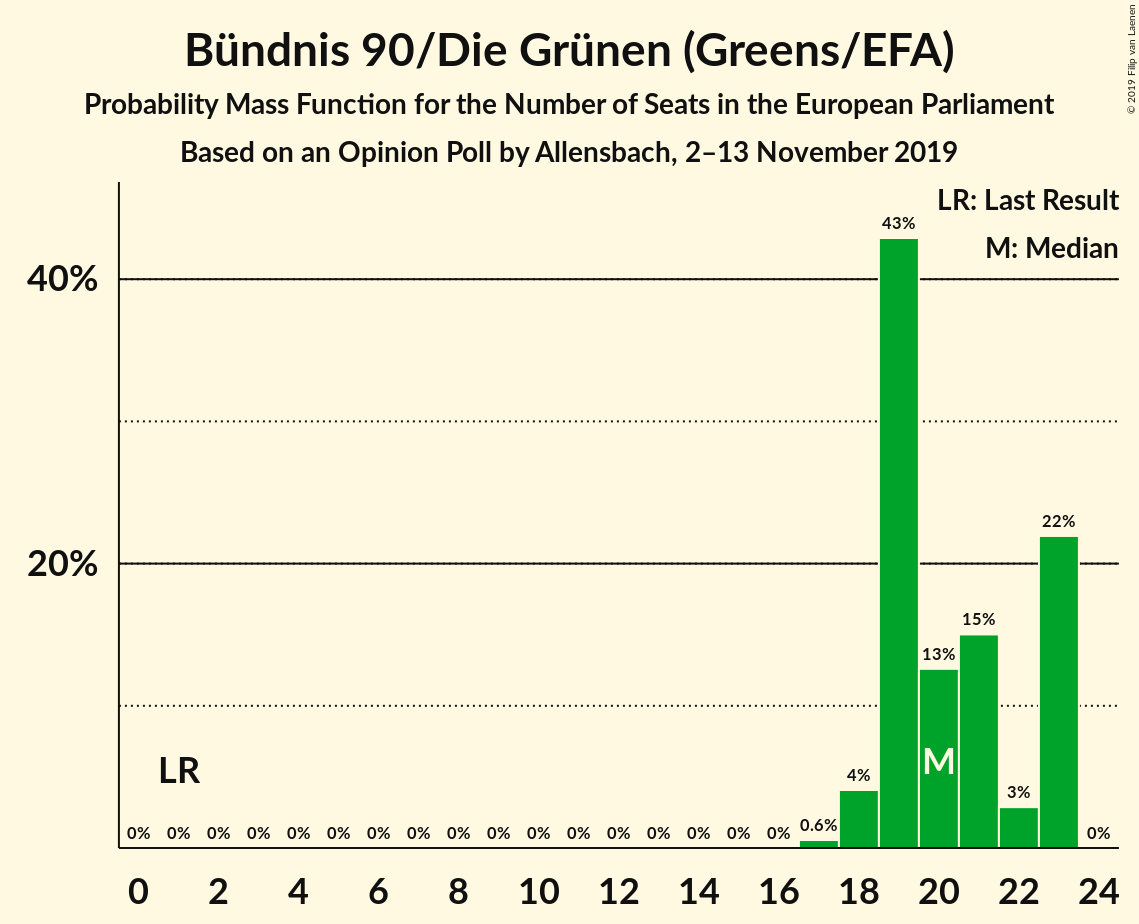 Bündnis 90/Die Grünen (Greens/EFA)
Probability Mass Function for the Number of Seats in the European Parliament
Based on an Opinion Poll by Allensbach, 2–13 November 2019
© 2019 Filip van Laenen
LR: Last Result
M: Median
43%
40%
22%
20%
15%
13%
LR
M
4%
3%
0% 0% 0% 0% 0% 0% 0% 0% 0% 0% 0% 0% 0% 0% 0% 0% 0% 0.6% 0%
0 2 4 6 8 10 12 14 16 18 20 22 24